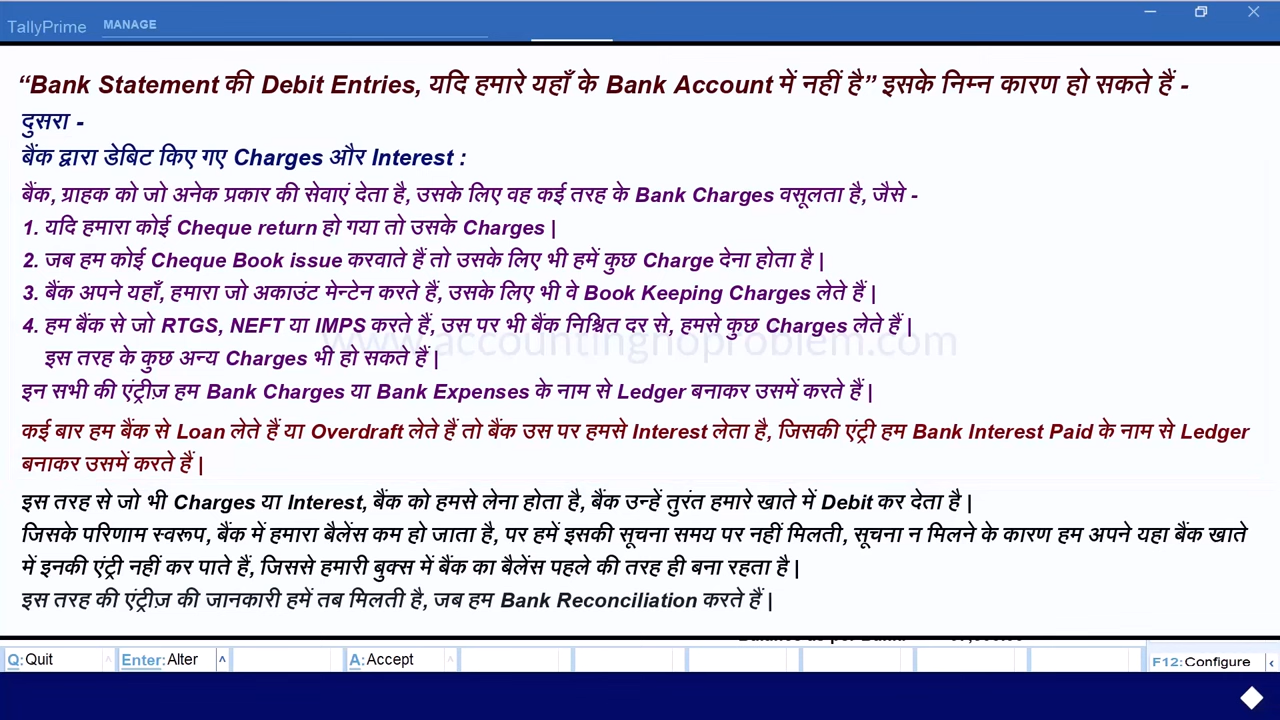 TallyPrime MANAGE
“Bank Statement की Debit Entries, यदि हमारे यहाँ के Bank Account में नहीं है” इसके निम्न कारण हो सकते हैं -
दुसरा -
बैंक द्वारा डेबिट किए गए Charges और Interest :
बैंक, ग्राहक को जो अनेक प्रकार की सेवाएं देता है, उसके लिए वह कई तरह के Bank Charges वसूलता है, जैसे -
1. यदि हमारा कोई Cheque return हो गया तो उसके Charges |
2. जब हम कोई Cheque Book issue करवाते हैं तो उसके लिए भी हमें कुछ Charge देना होता है |
3. बैंक अपने यहाँ, हमारा जो अकाउंट मेन्टेन करते हैं, उसके लिए भी वे Book Keeping Charges लेते हैं |
4. हम बैंक से जो RTGS, NEFT या IMPS करते हैं, उस पर भी बैंक निश्चित दर से, हमसे कुछ Charges लेते हैं |
www.accountingnoproblem.com
इस तरह के कुछ अन्य Charges भी हो सकते हैं |
इन सभी की एंट्रीज़ हम Bank Charges या Bank Expenses के नाम से Ledger बनाकर उसमें करते हैं |
कई बार हम बैंक से Loan लेते हैं या Overdraft लेते हैं तो बैंक उस पर हमसे Interest लेता है, जिसकी एंट्री हम Bank Interest Paid के नाम से Ledger
बनाकर उसमें करते हैं |
इस तरह से जो भी Charges या Interest, बैंक को हमसे लेना होता है, बैंक उन्हें तुरंत हमारे खाते में Debit कर देता है |
जिसके परिणाम स्वरूप, बैंक में हमारा बैलेंस कम हो जाता है, पर हमें इसकी सूचना समय पर नहीं मिलती, सूचना न मिलने के कारण हम अपने यहा बैंक खाते
में इनकी एंट्री नहीं कर पाते हैं, जिससे हमारी बुक्स में बैंक का बैलेंस पहले की तरह ही बना रहता है |
इस तरह की एंट्रीज़ की जानकारी हमें तब मिलती है, जब हम Bank Reconciliation करते हैं |
Q:Quit Enter:Alter A:Accept F12:Configure